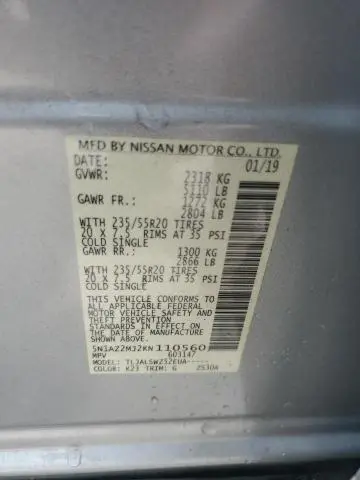 MFD BY NISSAN MOTOR CO., LTD.
DATE: 01/19
GVWR: 2318 KG
5110 LB
GAWR FR.: 1272 KG
2804 LB
WITH 235/55R20 TIRES
20 x 7.5 RIMS AT 35 PSI
COLD SINGLE
GAWR RR.: 1300 KG
2866 LB
WITH 235/55R20 TIRES
20 x 7.5 RIMS AT 35 PSI
COLD SINGLE
THIS VEHICLE CONFORMS TO ALL
APPLICABLE FEDERAL
MOTOR VEHICLE SAFETY
STANDARDS IN EFFECT ON THE
DATE OF MANUFACTURE SHOWN
ABOVE.
5N1AZ2MJ2KN110560
MPV 603147
MODEL: TLJALSWZ52EUA-----
COLOR: K23 TRIM: G 2530A